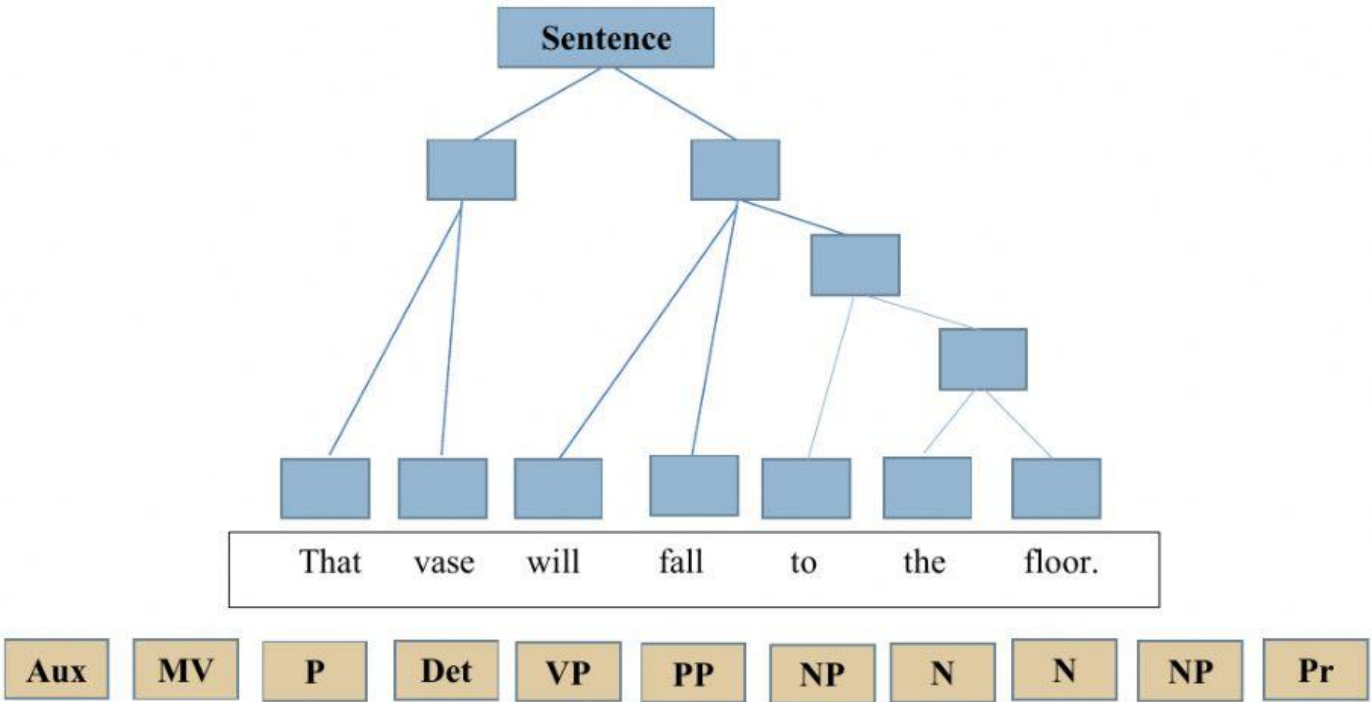 Sentence
That vase will fall to the floor.
Aux MV P Det VP PP NP N N NP Pr